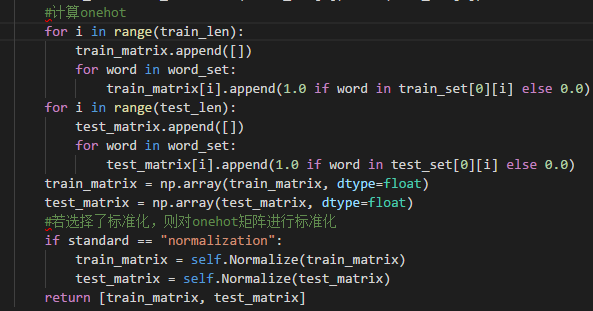 #计算onehot
for i in range(train_len):
train_matrix.append([])
for word in word_set:
train_matrix[i].append(1.0 if word in train_set[0][i] else 0.0)
for i in range(test_len):
test_matrix.append([])
for word in word_set:
test_matrix[i].append(1.0 if word in test_set[0][i] else 0.0)
train_matrix = np.array(train_matrix, dtype=float)
test_matrix = np.array(test_matrix, dtype=float)
#若选择了标准化，则对onehot矩阵进行标准化
if standard == "normalization":
train_matrix = self.Normalize(train_matrix)
test_matrix = self.Normalize(test_matrix)
return [train_matrix, test_matrix]